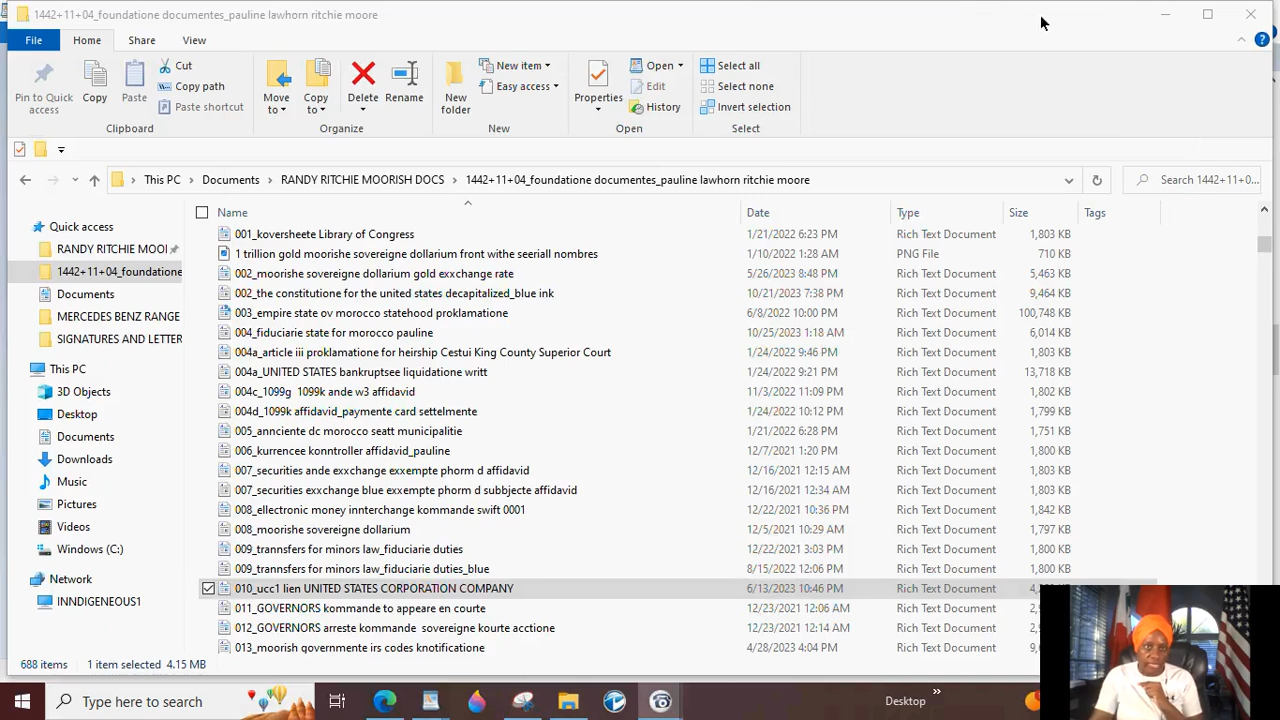 1442+11+04_foundatione documentes_pauline lawhorn ritchie moore
File Home Share View
Pin to Quick access
Copy
Paste
Cut
Copy path
Paste shortcut
Clipboard
Move to
Copy to
Delete
Rename
Organize
New folder
New item
Easy access
New
Properties
Open
Edit
History
Open
Select all
Select none
Invert selection
Select
This PC > Documents > RANDY RITCHIE MOORISH DOCS > 1442+11+04_foundatione documentes_pauline lawhorn ritchie moore
Search 1442+11+0...
Quick access
RANDY RITCHIE MOOI
1442+11+04_foundatione
Documents
MERCEDES BENZ RANGE
SIGNATURES AND LETTER
This PC
3D Objects
Desktop
Documents
Downloads
Music
Pictures
Videos
Windows (C:)
Network
INNDIGENEOUS1
Name Date Type Size Tags
001_koversheete Library of Congress 1/21/2022 6:23 PM Rich Text Document 1,803 KB
1 trillion gold moorishe sovereigne dollarium front withe seeriall nombres 1/10/2022 1:28 AM PNG File 710 KB
002_moorishe sovereigne dollarium gold exxchange rate 5/26/2023 8:48 PM Rich Text Document 5,463 KB
002_the constitutione for the united states decapitalized_blue ink 10/21/2023 7:38 PM Rich Text Document 9,464 KB
003_empire state ov morocco statehood proklamatione 6/8/2022 10:00 PM Rich Text Document 100,748 KB
004_fiduciarie state for morocco pauline 10/25/2023 1:18 AM Rich Text Document 6,014 KB
004a_article iii proklamatione for heirship Cestui King County Superior Court 1/24/2022 9:46 PM Rich Text Document 1,803 KB
004a_UNITED STATES bankruptsee liquidatione writt 1/24/2022 9:21 PM Rich Text Document 13,718 KB
004c_1099g 1099k ande w3 affidavid 11/3/2022 11:09 PM Rich Text Document 1,802 KB
004d_1099k affidavid_paymente card settelmente 1/24/2022 10:12 PM Rich Text Document 1,799 KB
005_annciente dc morocco seatt municipalitie 1/21/2022 6:28 PM Rich Text Document 1,751 KB
006_kurrencee konntroller affidavid_pauline 12/7/2021 1:20 PM Rich Text Document 1,800 KB
007_securities ande exxchange exxempte phorm d affidavid 12/16/2021 12:15 AM Rich Text Document 1,803 KB
007_securities exxchange blue exxempte phorm d subbjecte affidavid 12/16/2021 12:34 AM Rich Text Document 1,803 KB
008_ellectronic money innterchange kommande swift 0001 12/22/2021 10:36 PM Rich Text Document 1,842 KB
008_moorishe sovereigne dollarium 12/5/2021 10:29 AM Rich Text Document 1,797 KB
009_trannsfers for minors law_fiduciarie duties 12/22/2021 3:03 PM Rich Text Document 1,800 KB
009_trannsfers for minors law_fiduciarie duties_blue 8/15/2022 12:06 PM Rich Text Document 1,800 KB
010_ucc1 lien UNITED STATES CORPORATION COMPANY 6/13/2023 10:46 PM Rich Text Document
011_GOVERNORS kommande to appeare en courte 12/23/2021 12:06 AM Rich Text Document
012_GOVERNORS arreste kommande sovereigne kourte acctione 12/23/2021 12:14 AM Rich Text Document
013_moorish governmente irs codes knotificatione 4/28/2023 4:04 PM Rich Text Document
688 items 1 item selected 4.15 MB
Type here to search
Desktop